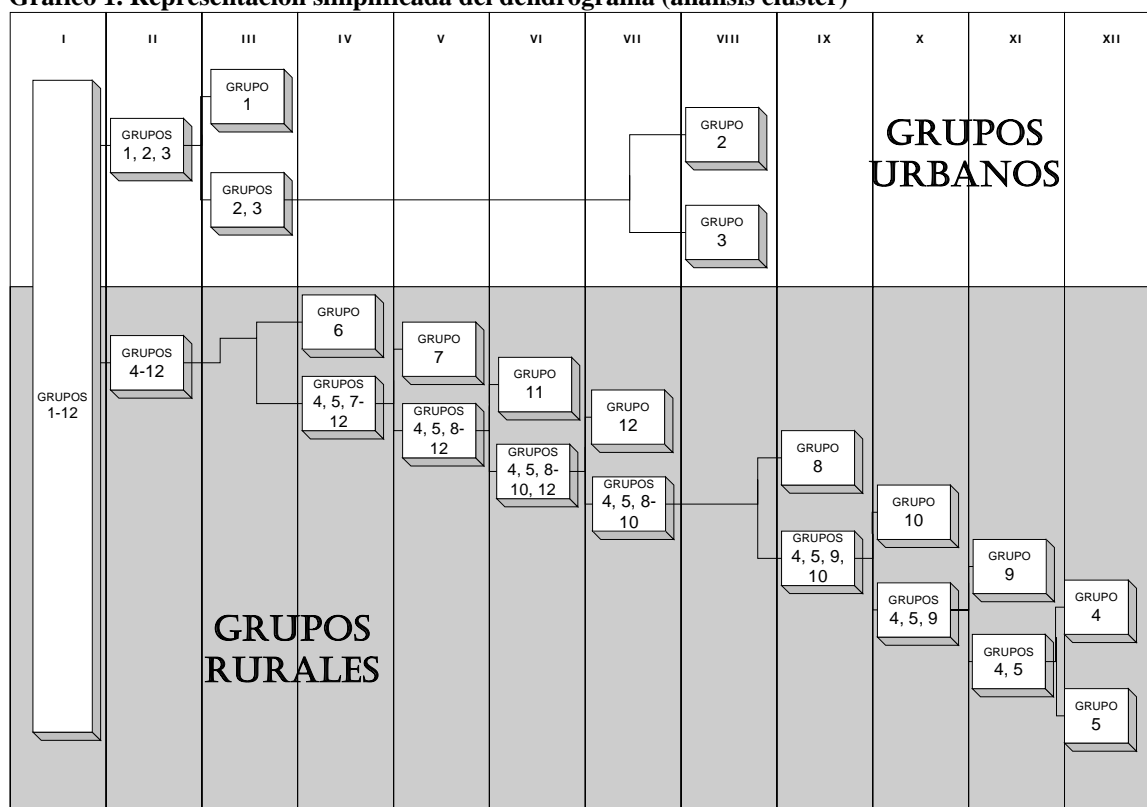 Gráfico 1. Representación simplificada del dendrograma (análisis cluster)
I II III IV V VI VII VIII IX X XI XII
GRUPO
1
GRUPOS
1, 2, 3
GRUPOS
2, 3
GRUPO
2
GRUPO
3
GRUPOS
URBANOS
GRUPOS
1-12
GRUPOS
4-12
GRUPO
6
GRUPOS
4, 5, 7-
12
GRUPO
7
GRUPOS
4, 5, 8-
12
GRUPO
11
GRUPOS
4, 5, 8-
10, 12
GRUPO
12
GRUPOS
4, 5, 8-
10
GRUPO
8
GRUPOS
4, 5, 9,
10
GRUPO
10
GRUPOS
4, 5, 9
GRUPO
9
GRUPOS
4, 5
GRUPO
4
GRUPO
5
GRUPOS
RURALES